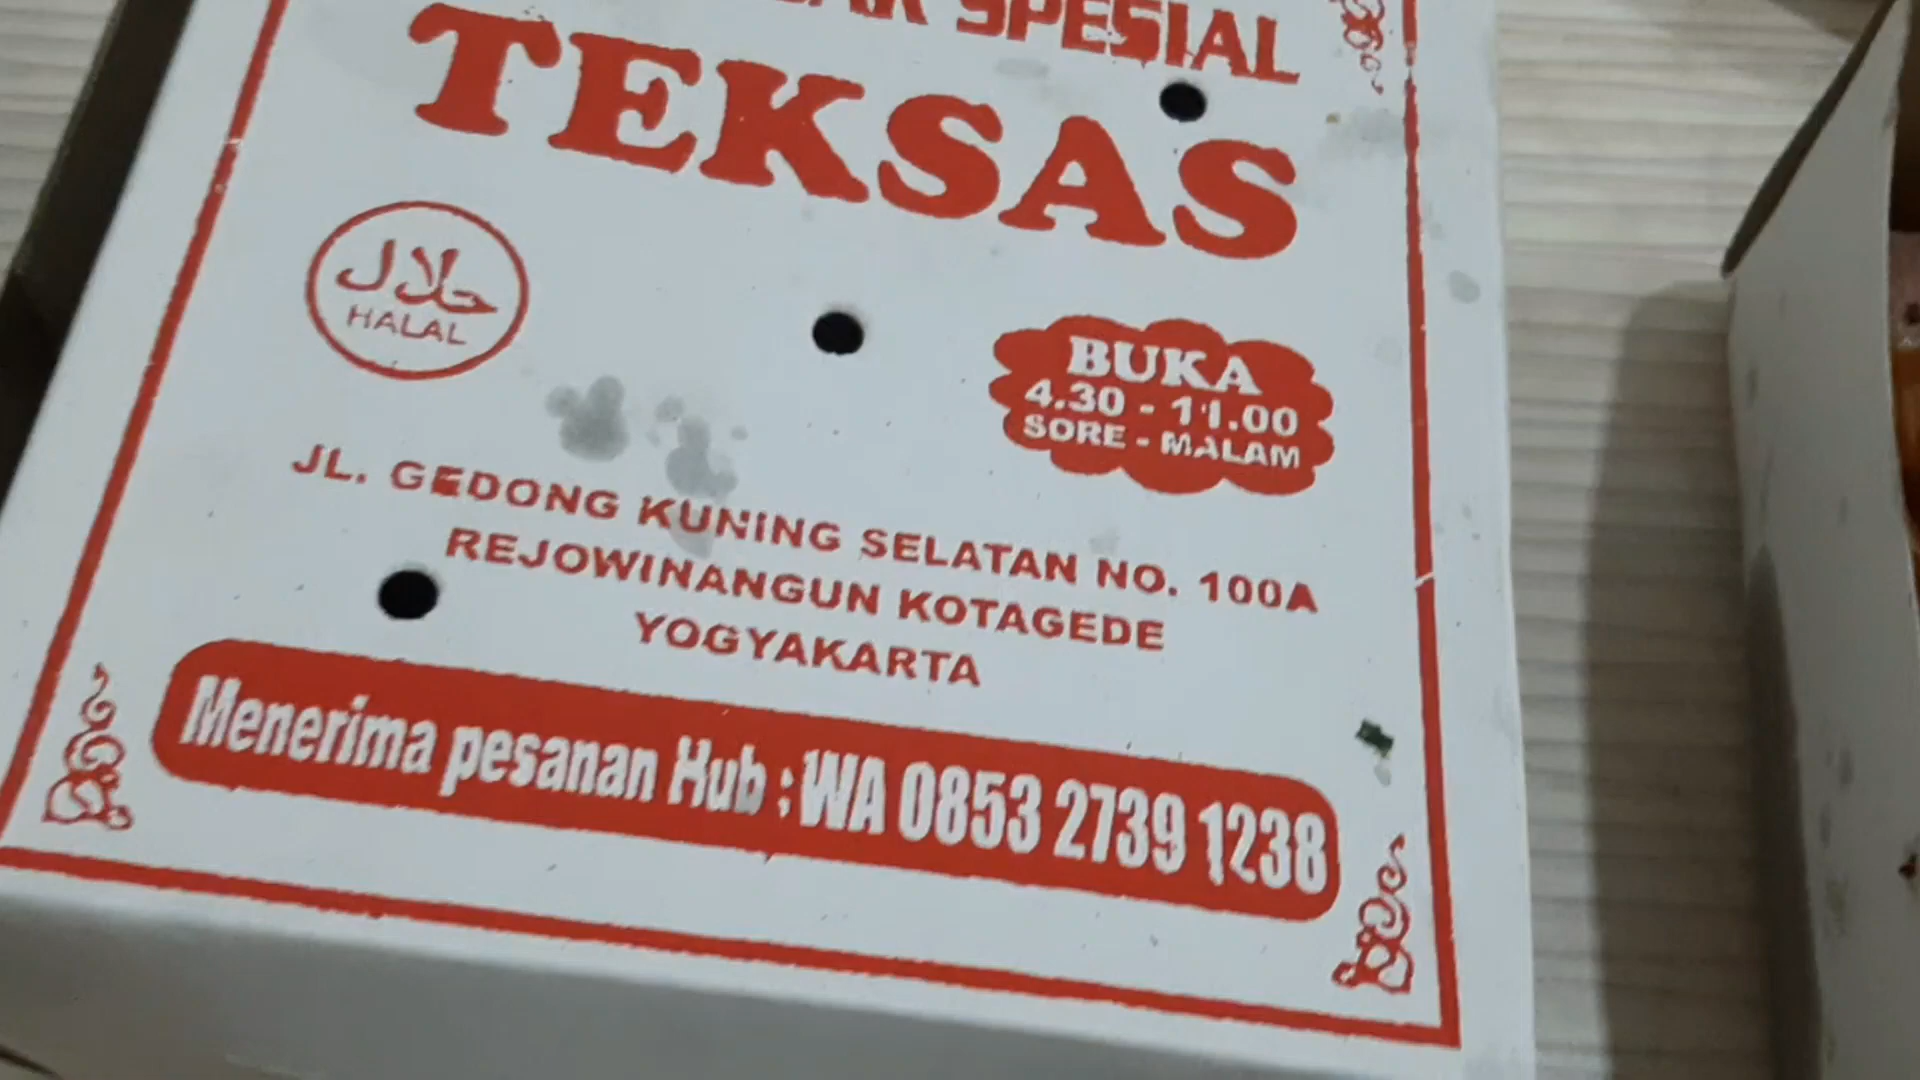 SPESIAL
TEKSAS
حلال
HALAL
BUKA
4.30 - 11.00
SORE - MALAM
JL. GEDONG KUNING SELATAN NO. 100A
REJOWINANGUN KOTAGEDE
YOGYAKARTA
Menerima pesanan Hub : WA 0853 2739 1238